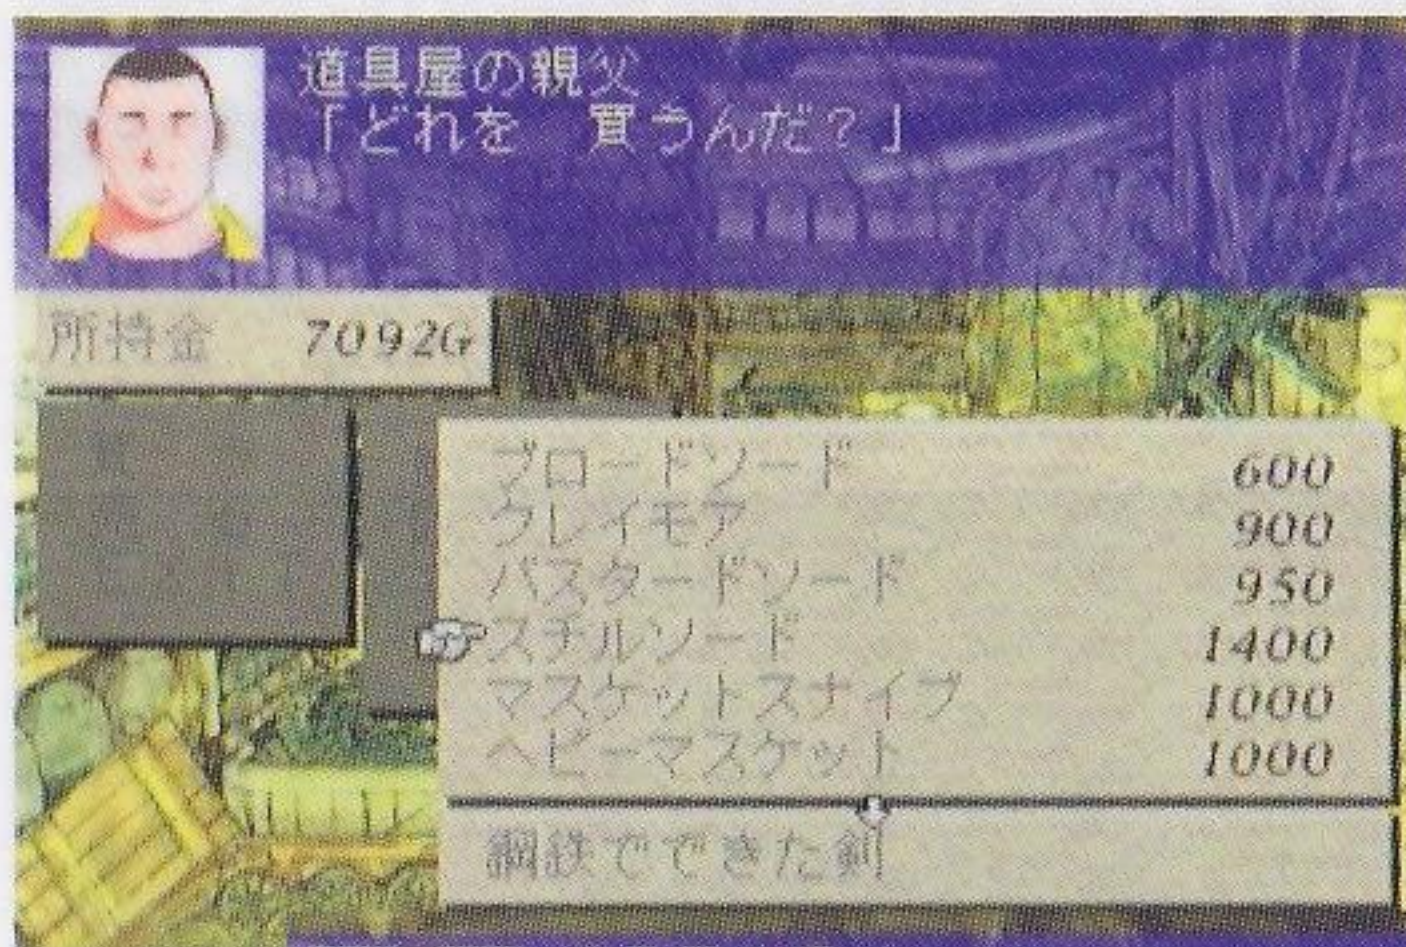 道具屋の親父
「どれを 買うんだ?」
所持金 7092G
ブロードソード 600
クレイモア 900
バスタードソード 950
スチルソード 1400
マスケットスナイプ 1000
ヘビーマスケット 1000
鋼鉄でできた剣